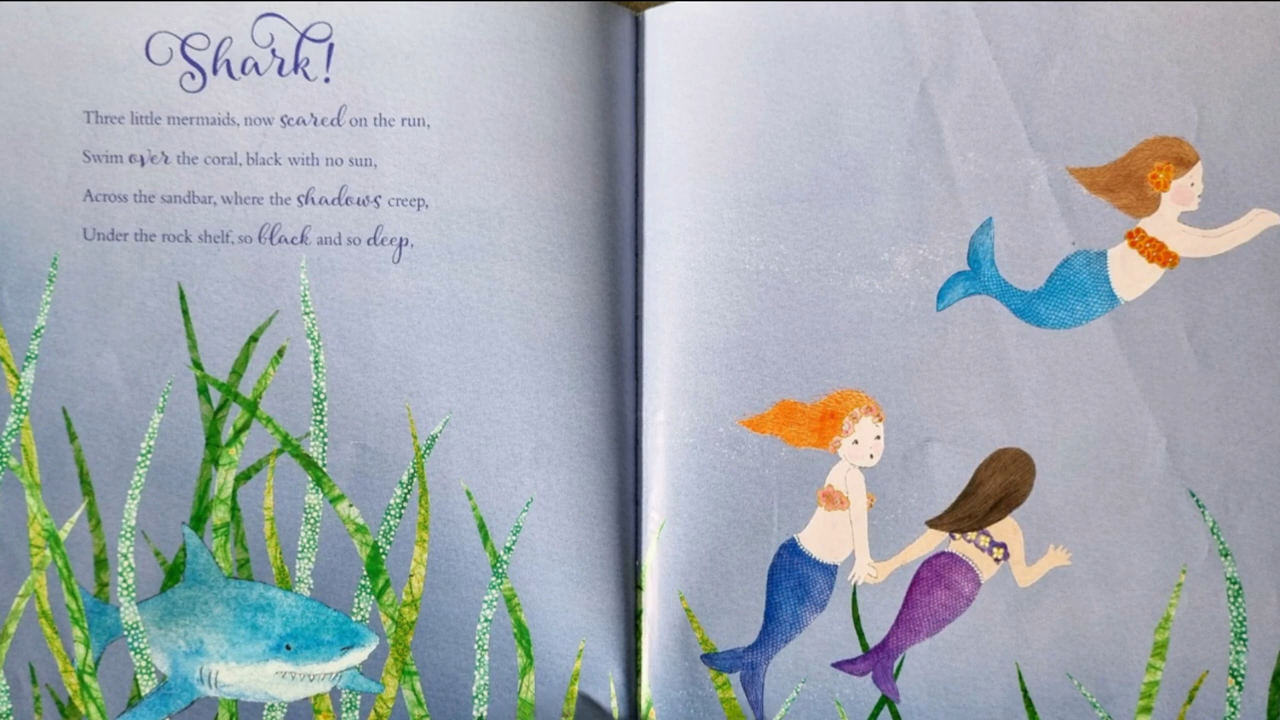 Shark!
Three little mermaids, now scared on the run,
Swim over the coral, black with no sun,
Across the sandbar, where the shadows creep,
Under the rock shelf, so black and so deep,